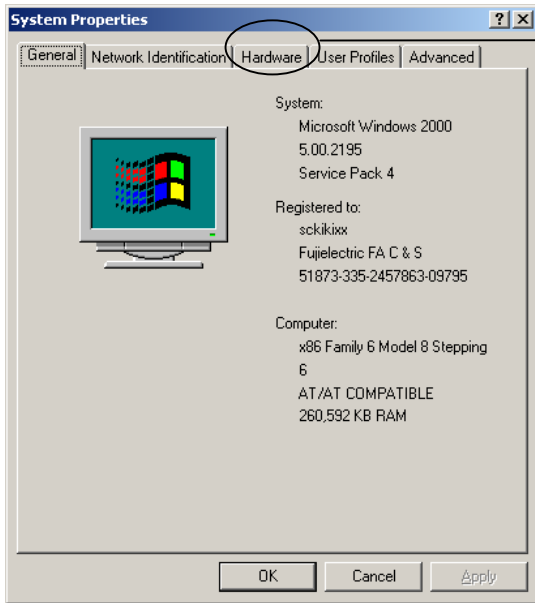 System Properties
General Network Identification Hardware User Profiles Advanced
System:
Microsoft Windows 2000
5.00.2195
Service Pack 4
Registered to:
sckikixx
Fujielectric FA C & S
51873-335-2457863-09795
Computer:
x86 Family 6 Model 8 Stepping
6
AT/AT COMPATIBLE
260,592 KB RAM
OK Cancel Apply